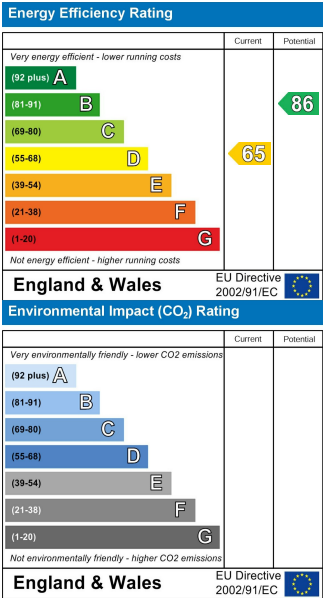 Energy Efficiency Rating
Current Potential
Very energy efficient - lower running costs
(92 plus) A
(81-91) B
86
(69-80) C
(55-68) D
65
(39-54) E
(21-38) F
(1-20) G
Not energy efficient - higher running costs
England & Wales
EU Directive
2002/91/EC
Environmental Impact (CO₂) Rating
Current Potential
Very environmentally friendly - lower CO2 emissions
(92 plus) A
(81-91) B
(69-80) C
(55-68) D
(39-54) E
(21-38) F
(1-20) G
Not environmentally friendly - higher CO2 emissions
England & Wales
EU Directive
2002/91/EC